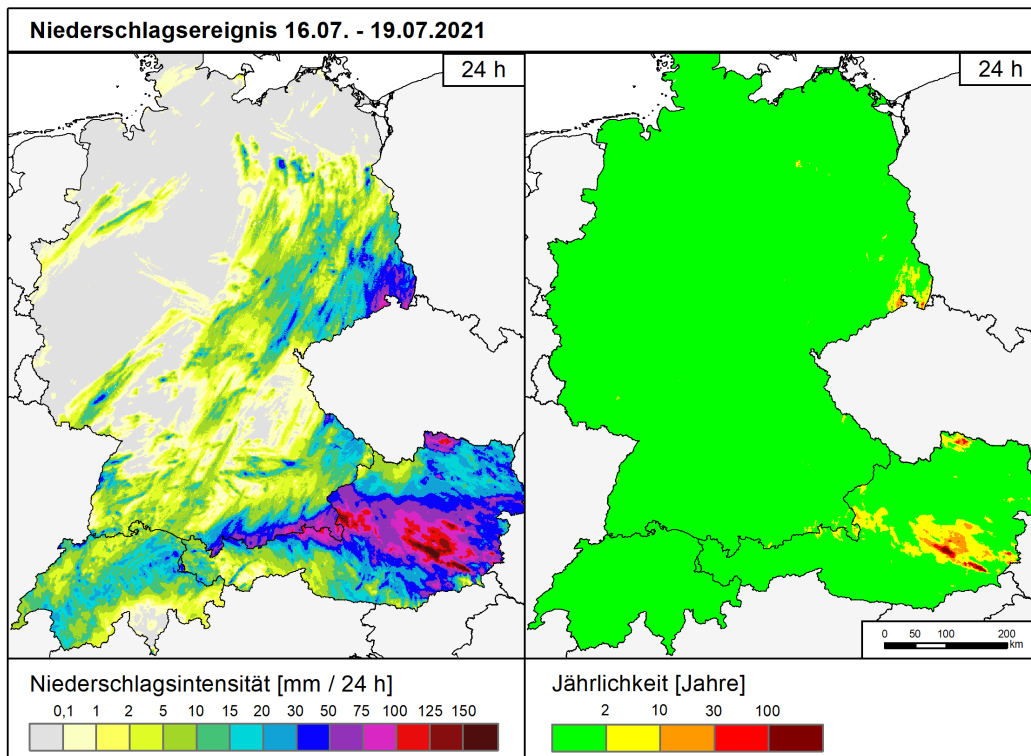 Niederschlagsereignis 16.07. - 19.07.2021
24 h
24 h
0 50 100 200
km
Niederschlagsintensität [mm / 24 h]
0,1 1 2 5 10 15 20 30 50 75 100 125 150
Jährlichkeit [Jahre]
2 10 30 100